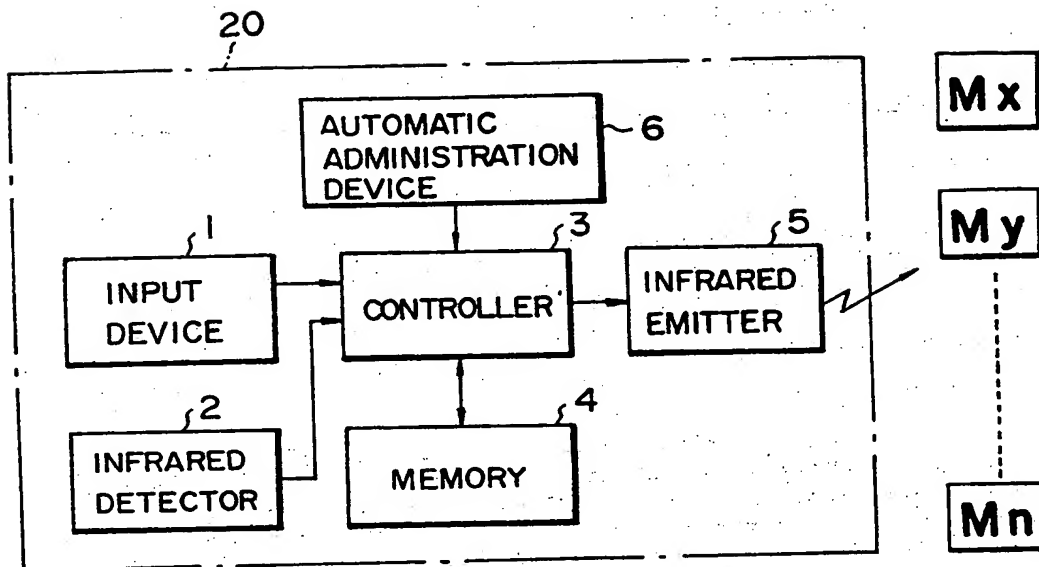 20
AUTOMATIC
ADMINISTRATION
DEVICE
6
Mx
1
INPUT
DEVICE
3
CONTROLLER
5
INFRARED
EMITTER
My
2
INFRARED
DETECTOR
4
MEMORY
Mn